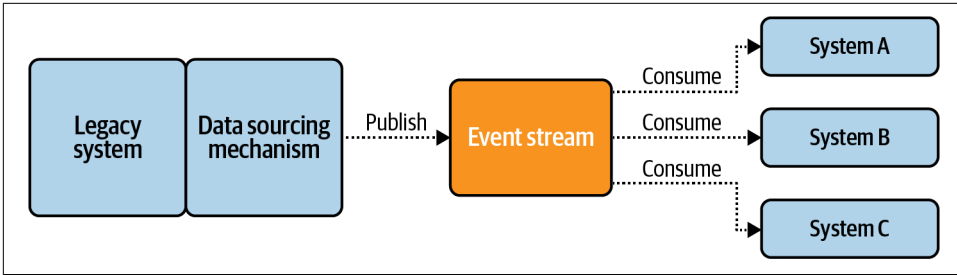 Legacy
system
Data sourcing
mechanism
Publish
Event stream
Consume
Consume
Consume
System A
System B
System C